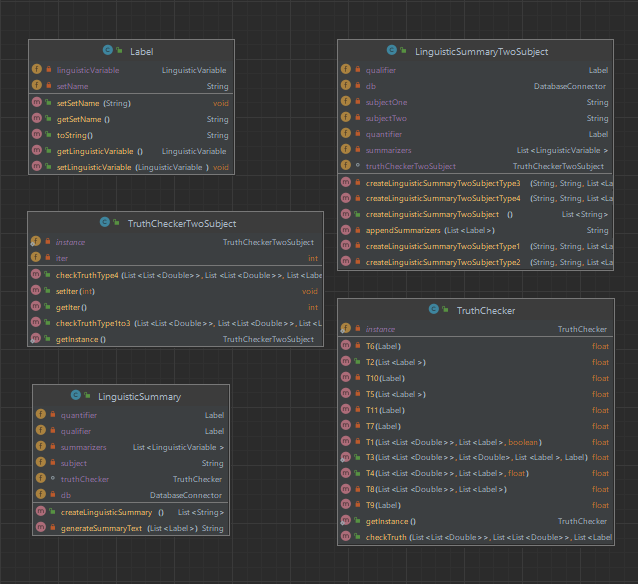 Label
linguisticVariable LinguisticVariable
setName String
setSetName (String) void
getSetName () String
toString() String
getLinguisticVariable () LinguisticVariable
setLinguisticVariable (LinguisticVariable ) void
LinguisticSummaryTwoSubject
qualifier Label
db DatabaseConnector
subjectOne String
subjectTwo String
quantifier Label
summarizers List <LinguisticVariable >
truthCheckerTwoSubject TruthCheckerTwoSubject
createLinguisticSummaryTwoSubjectType3 (String, String, List <La
createLinguisticSummaryTwoSubjectType4 (String, String, List <La
createLinguisticSummaryTwoSubject () List <String>
appendSummarizers (List <Label>) String
createLinguisticSummaryTwoSubjectType1 (String, String, List <La
createLinguisticSummaryTwoSubjectType2 (String, String, List <La
TruthCheckerTwoSubject
instance TruthCheckerTwoSubject
iter int
checkTruthType4 (List <List <Double>>, List <List <Double>>, List <Labe
setIter(int) void
getIter() int
checkTruthType1to3 (List <List <Double>>, List <List <Double>>, List <L
getInstance () TruthCheckerTwoSubject
TruthChecker
instance TruthChecker
T6(Label) float
T2(List <Label >) float
T10(Label) float
T5(List <Label >) float
T11(Label) float
T7(Label) float
T1(List <List <Double>>, List <Label>, boolean) float
T3(List <List <Double>>, List <Double>, List <Label>, Label) float
T4(List <List <Double>>, List <Label>, float) float
T8(List <List <Double>>, List <Label>) float
T9(Label) float
getInstance () TruthChecker
checkTruth (List <List <Double>>, List <List <Double>>, List <Label
LinguisticSummary
quantifier Label
qualifier Label
summarizers List <LinguisticVariable >
subject String
truthChecker TruthChecker
db DatabaseConnector
createLinguisticSummary () List <String>
generateSummaryText (List <Label>) String